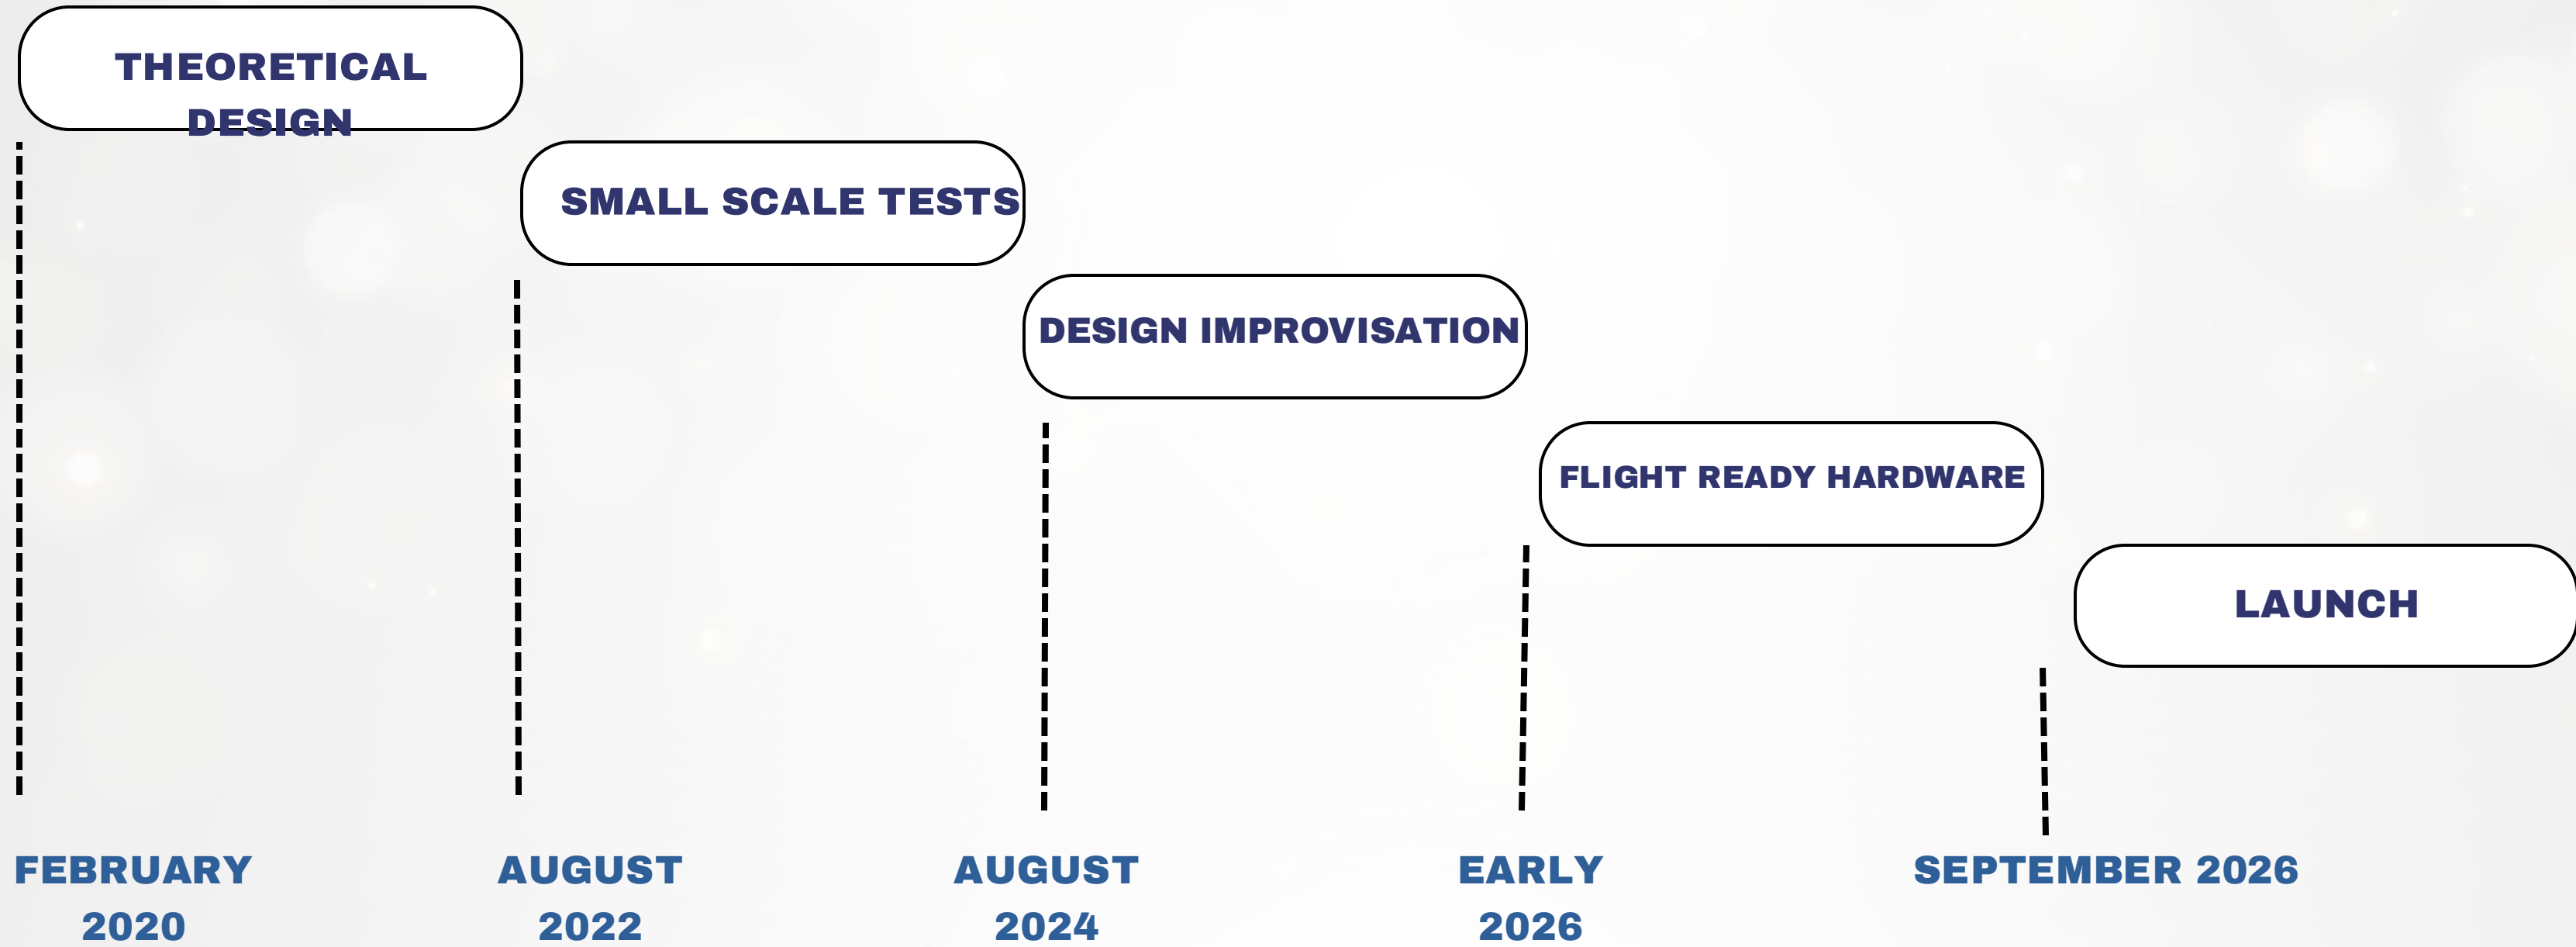 THEORETICAL
DESIGN
SMALL SCALE TESTS
DESIGN IMPROVISATION
FLIGHT READY HARDWARE
LAUNCH
FEBRUARY
2020
AUGUST
2022
AUGUST
2024
EARLY
2026
SEPTEMBER 2026